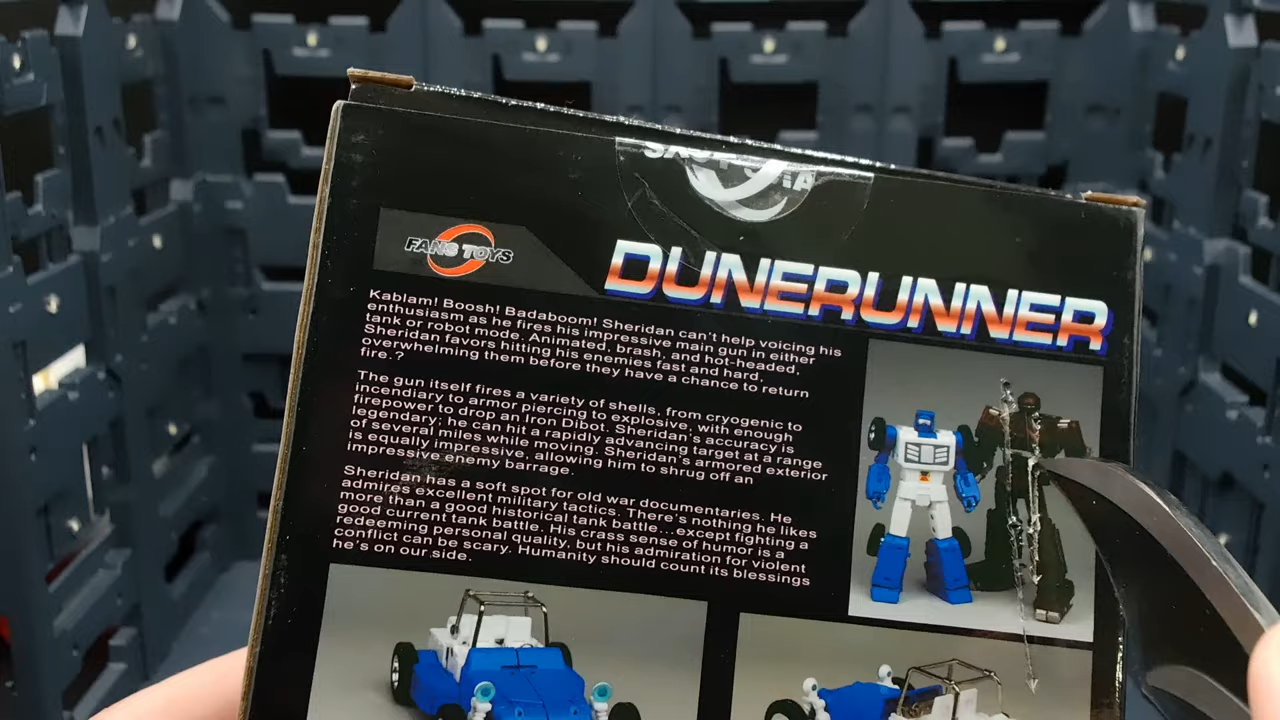 FANS TOYS
DUNERUNNER
Kablam! Boosh! Badaboom! Sheridan can't help voicing his
enthusiasm as he fires his impressive main gun in either
tank or robot mode. Animated, brash, and hot-headed,
Sheridan favors hitting his enemies fast and hard,
overwhelming them before they have a chance to return
fire.?
The gun itself fires a variety of shells, from cryogenic to
incendiary to armor piercing to explosive, with enough
firepower to drop an Iron Dibot. Sheridan's accuracy is
legendary; he can hit a rapidly advancing target at a range
of several miles while moving. Sheridan's armored exterior
is equally impressive, allowing him to shrug off an
impressive enemy barrage.
Sheridan has a soft spot for old war documentaries. He
admires excellent military tactics. There's nothing he likes
more than a good historical tank battle...except fighting a
good current tank battle. His crass sense of humor is a
redeeming personal quality, but his admiration for violent
conflict can be scary. Humanity should count its blessings
he's on our side.